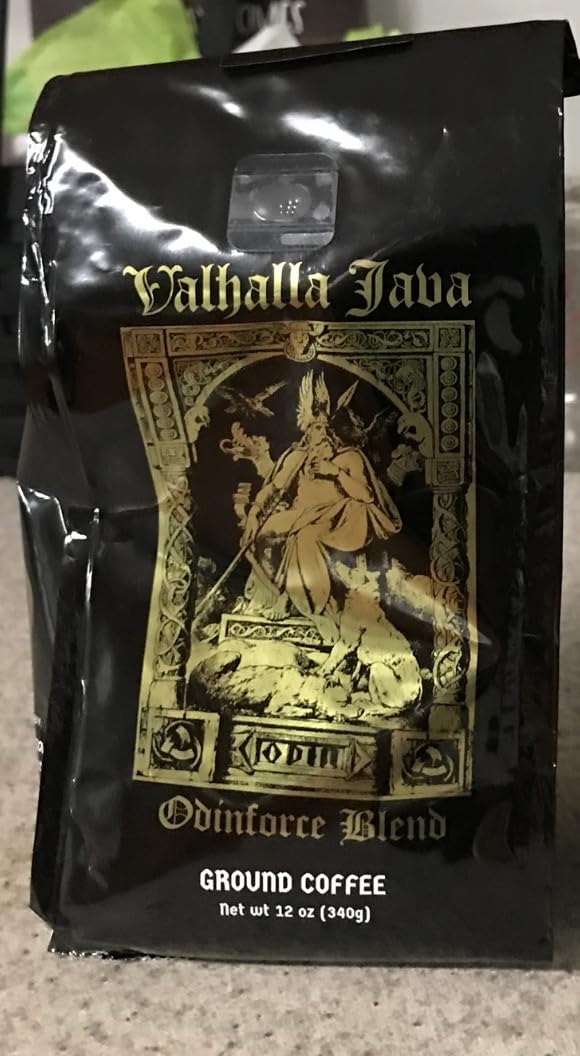 Valhalla Java
ODIN
Odinforce Blend
GROUND COFFEE
Net wt 12 oz (340g)